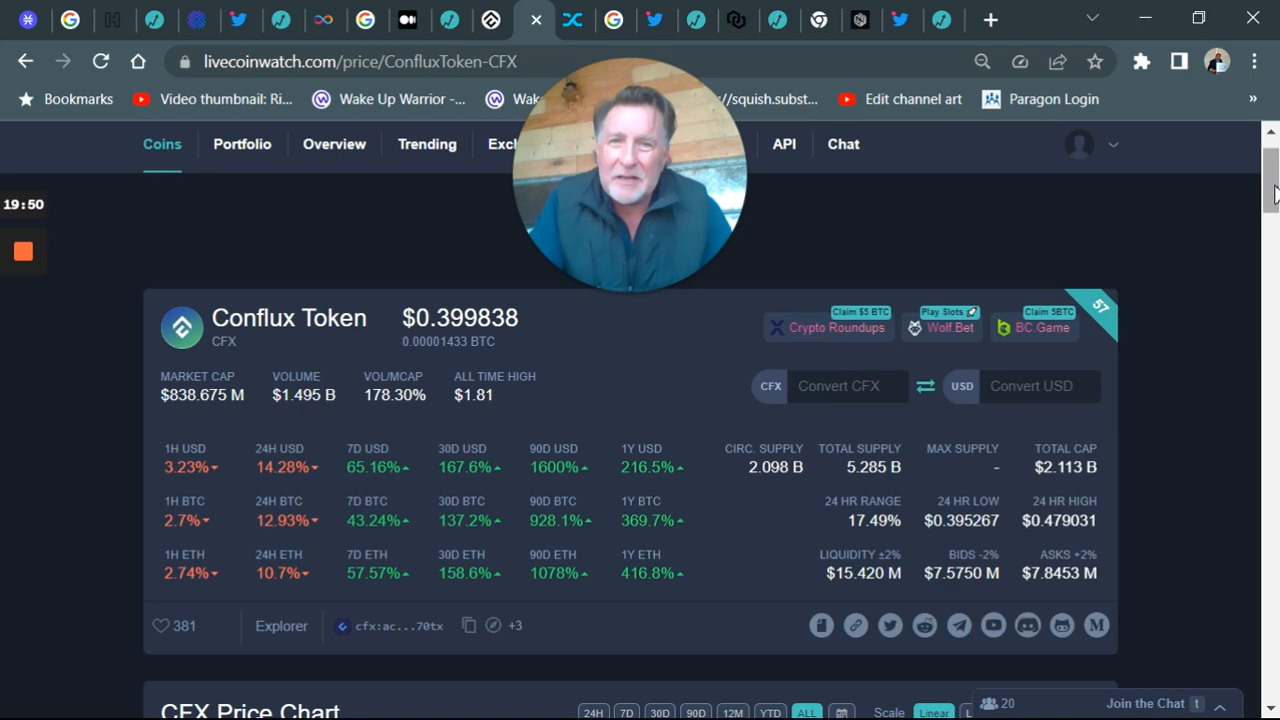 livecoinwatch.com/price/ConfluxToken-CFX
Bookmarks Video thumbnail: Ri... Wake Up Warrior -... Wak //squish.subst... Edit channel art Paragon Login »
Coins Portfolio Overview Trending Exc API Chat
19:50
57
Claim $5 BTC Play Slots Claim 5BTC
Conflux Token $0.399838 Crypto Roundups Wolf.Bet BC.Game
CFX 0.00001433 BTC
MARKET CAP VOLUME VOL/MCAP ALL TIME HIGH
$838.675 M $1.495 B 178.30% $1.81
CFX Convert CFX USD Convert USD
1H USD 24H USD 7D USD 30D USD 90D USD 1Y USD CIRC. SUPPLY TOTAL SUPPLY MAX SUPPLY TOTAL CAP
3.23% 14.28% 65.16% 167.6% 1600% 216.5% 2.098 B 5.285 B - $2.113 B
1H BTC 24H BTC 7D BTC 30D BTC 90D BTC 1Y BTC 24 HR RANGE 24 HR LOW 24 HR HIGH
2.7% 12.93% 43.24% 137.2% 928.1% 369.7% 17.49% $0.395267 $0.479031
1H ETH 24H ETH 7D ETH 30D ETH 90D ETH 1Y ETH LIQUIDITY ±2% BIDS -2% ASKS +2%
2.74% 10.7% 57.57% 158.6% 1078% 416.8% $15.420 M $7.5750 M $7.8453 M
381 Explorer cfx:ac...70tx +3
CFX Price Chart 24H 7D 30D 90D 12M YTD ALL Scale Linear L
20 Join the Chat t